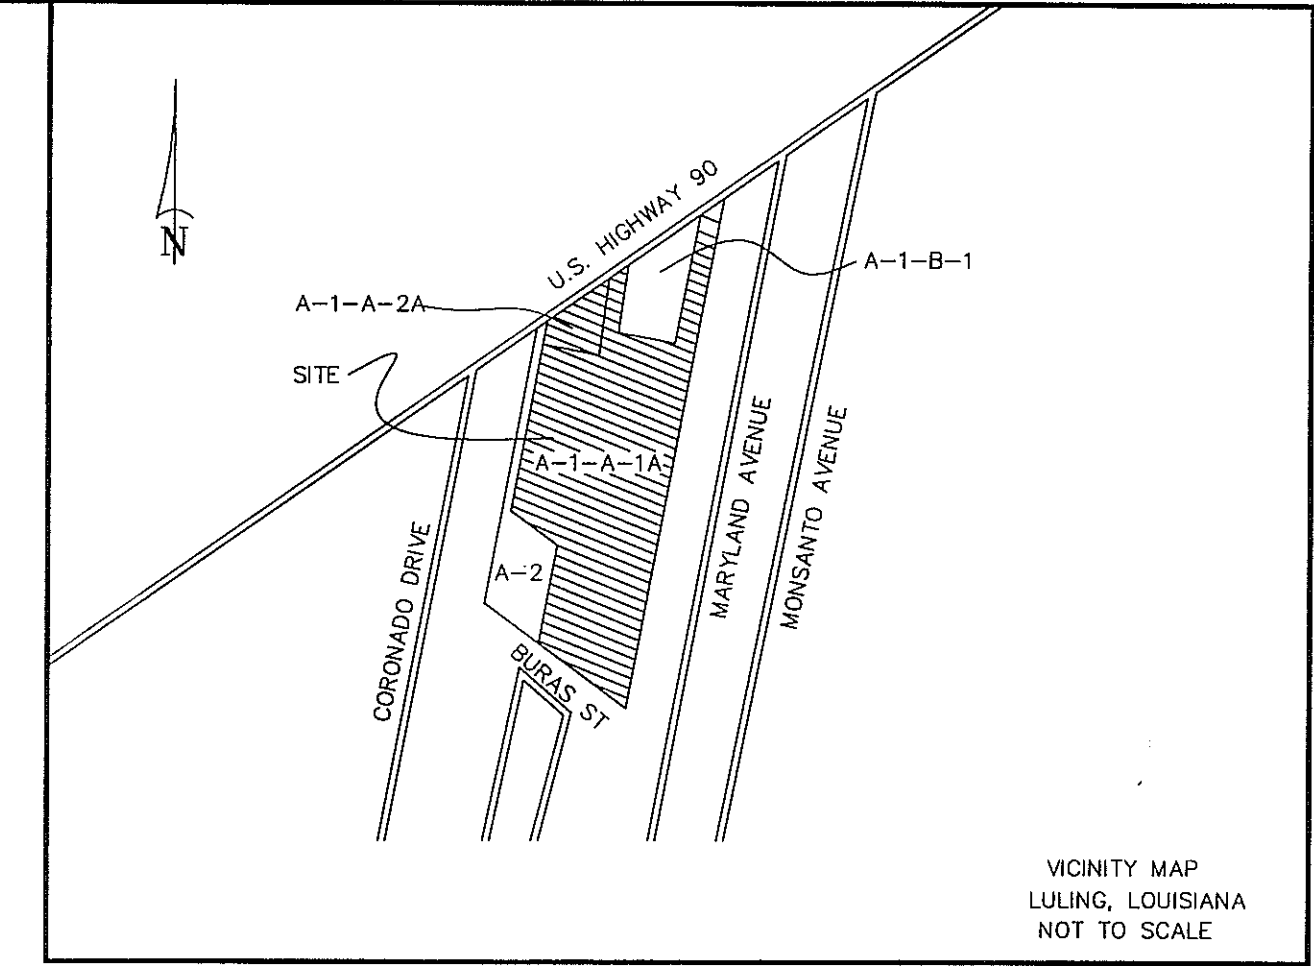 N
U.S. HIGHWAY 90
A-1-B-1
A-1-A-2A
SITE
A-1-A-1A
A-2
CORONADO DRIVE
MARYLAND AVENUE
MONSANTO AVENUE
BURAS ST
VICINITY MAP
LULING, LOUISIANA
NOT TO SCALE